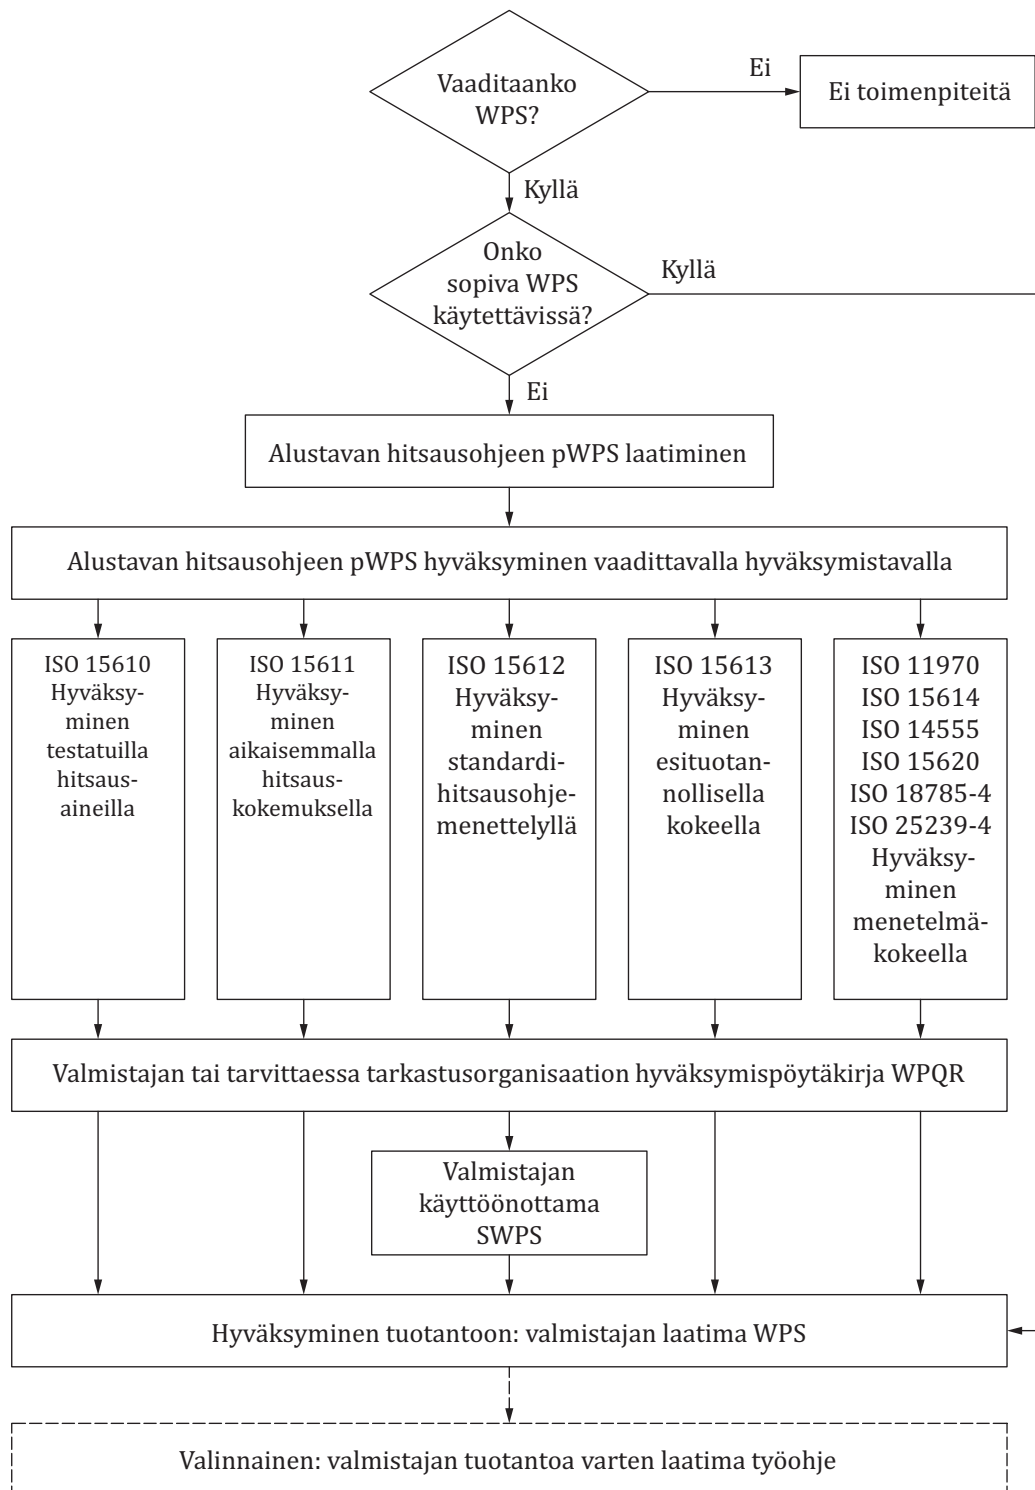 Vaaditaanko
WPS?
Ei
Ei toimenpiteitä
Kyllä
Onko
sopiva WPS
käytettävissä?
Kyllä
Ei
Alustavan hitsausohjeen pWPS laatiminen
Alustavan hitsausohjeen pWPS hyväksyminen vaadittavalla hyväksymistavalla
ISO 15610
Hyväksy-
minen
testatuilla
hitsaus-
aineilla
ISO 15611
Hyväksy-
minen
aikaisemmalla
hitsaus-
kokemuksella
ISO 15612
Hyväksy-
minen
standardi-
hitsausohje-
menettelyllä
ISO 15613
Hyväksy-
minen
esituotan-
nollisella
kokeella
ISO 11970
ISO 15614
ISO 14555
ISO 15620
ISO 18785-4
ISO 25239-4
Hyväksy-
minen
menetelmä-
kokeella
Valmistajan tai tarvittaessa tarkastusorganisaation hyväksymispöytäkirja WPQR
Valmistajan
käyttöönottama
SWPS
Hyväksyminen tuotantoon: valmistajan laatima WPS
Valinnainen: valmistajan tuotantoa varten laatima työohje